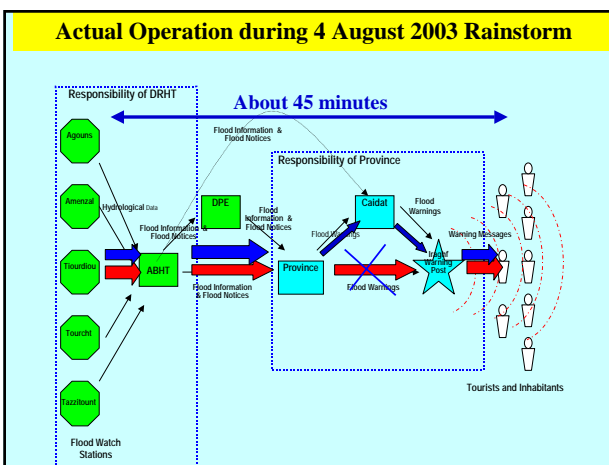 Actual Operation during 4 August 2003 Rainstorm
Responsibility of DRHT
About 45 minutes
Flood Information &
Flood Notices
Agouns
Responsibility of Province
Amenzal
Hydrological Data
DPE
Caidat
Flood
Warnings
Flood
Information &
Flood Notices
Flood Information &
Flood Notices
Flood Warnings
Warning Messages
Tiourdiou
ABHT
Province
Iraghf
Warning
Post
Flood Information
& Flood Notices
Flood Warnings
Tourcht
Tazzitount
Tourists and Inhabitants
Flood Watch
Stations